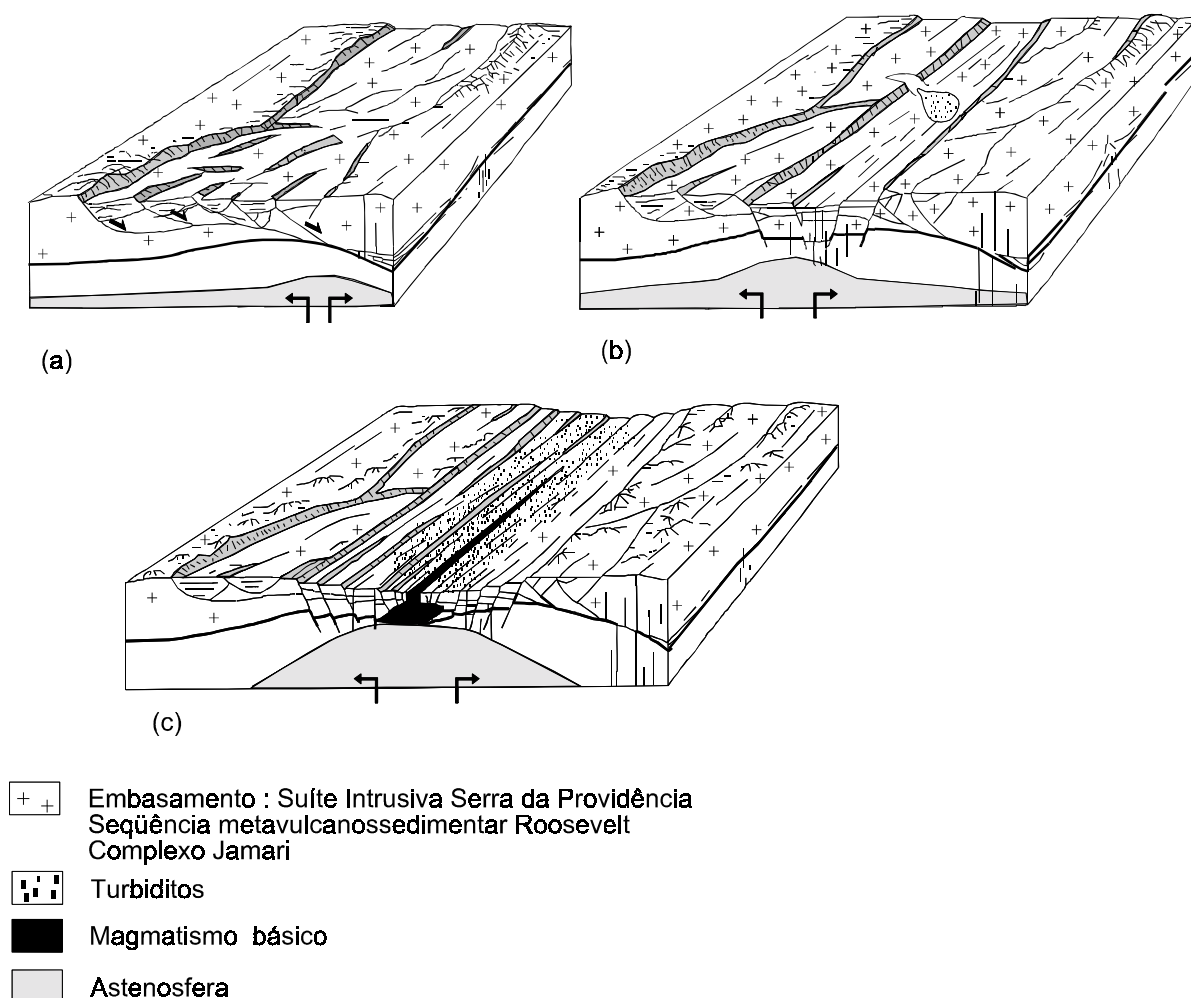 (a)
(b)
(c)
Embasamento : Suíte Intrusiva Serra da Providência
Seqüência metavulcanossedimentar Roosevelt
Complexo Jamari
Turbiditos
Magmatismo básico
Astenosfera